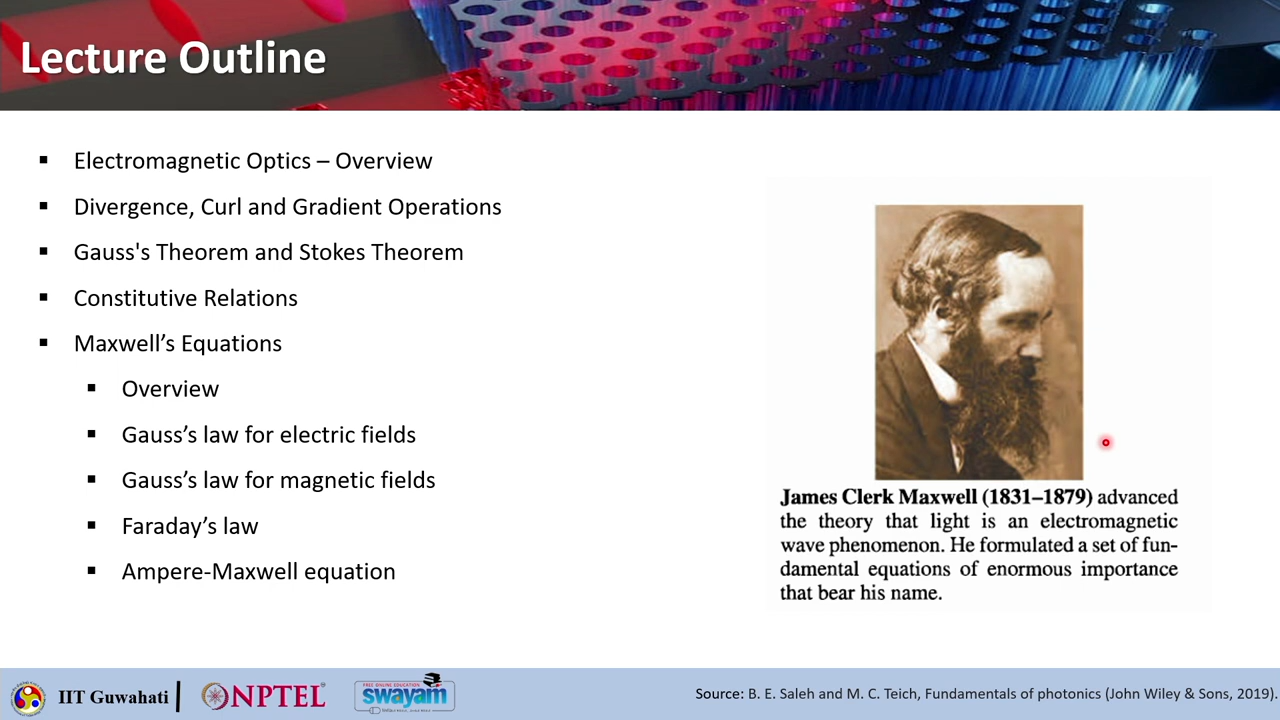 Lecture Outline
▪ Electromagnetic Optics – Overview
▪ Divergence, Curl and Gradient Operations
▪ Gauss's Theorem and Stokes Theorem
▪ Constitutive Relations
▪ Maxwell’s Equations
▪ Overview
▪ Gauss’s law for electric fields
▪ Gauss’s law for magnetic fields
▪ Faraday’s law
▪ Ampere-Maxwell equation
James Clerk Maxwell (1831–1879) advanced
the theory that light is an electromagnetic
wave phenomenon. He formulated a set of fun-
damental equations of enormous importance
that bear his name.
IIT Guwahati
NPTEL
FREE ONLINE EDUCATION
swayam
Source: B. E. Saleh and M. C. Teich, Fundamentals of photonics (John Wiley & Sons, 2019).